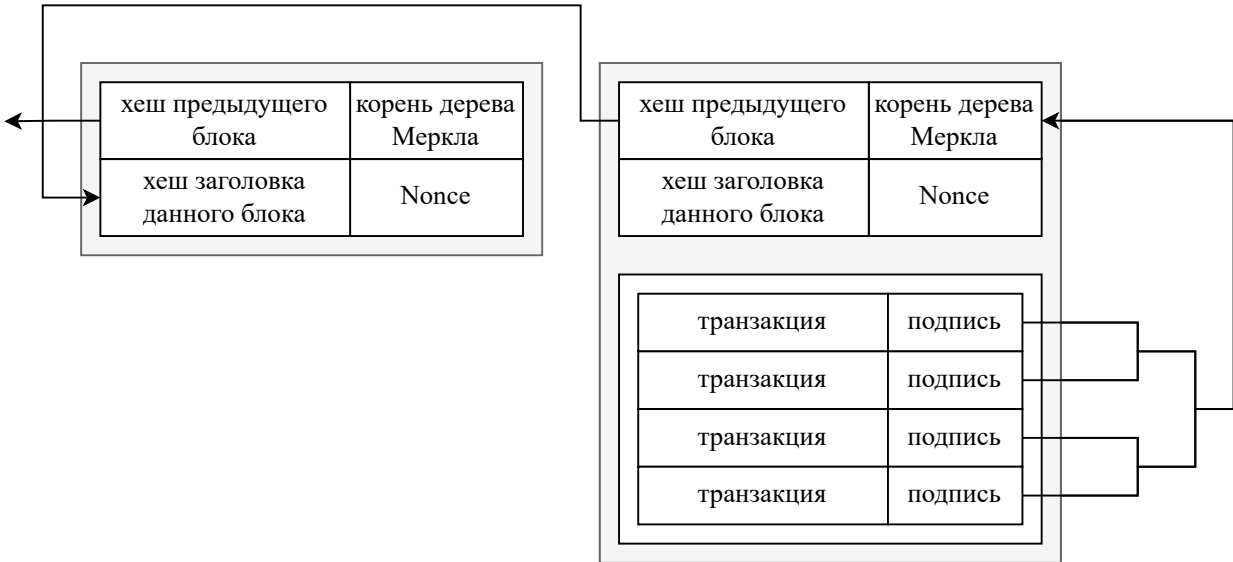 хеш предыдущего
блока
корень дерева
Меркла
хеш заголовка
данного блока
Nonce
хеш предыдущего
блока
корень дерева
Меркла
хеш заголовка
данного блока
Nonce
транзакция
подпись
транзакция
подпись
транзакция
подпись
транзакция
подпись